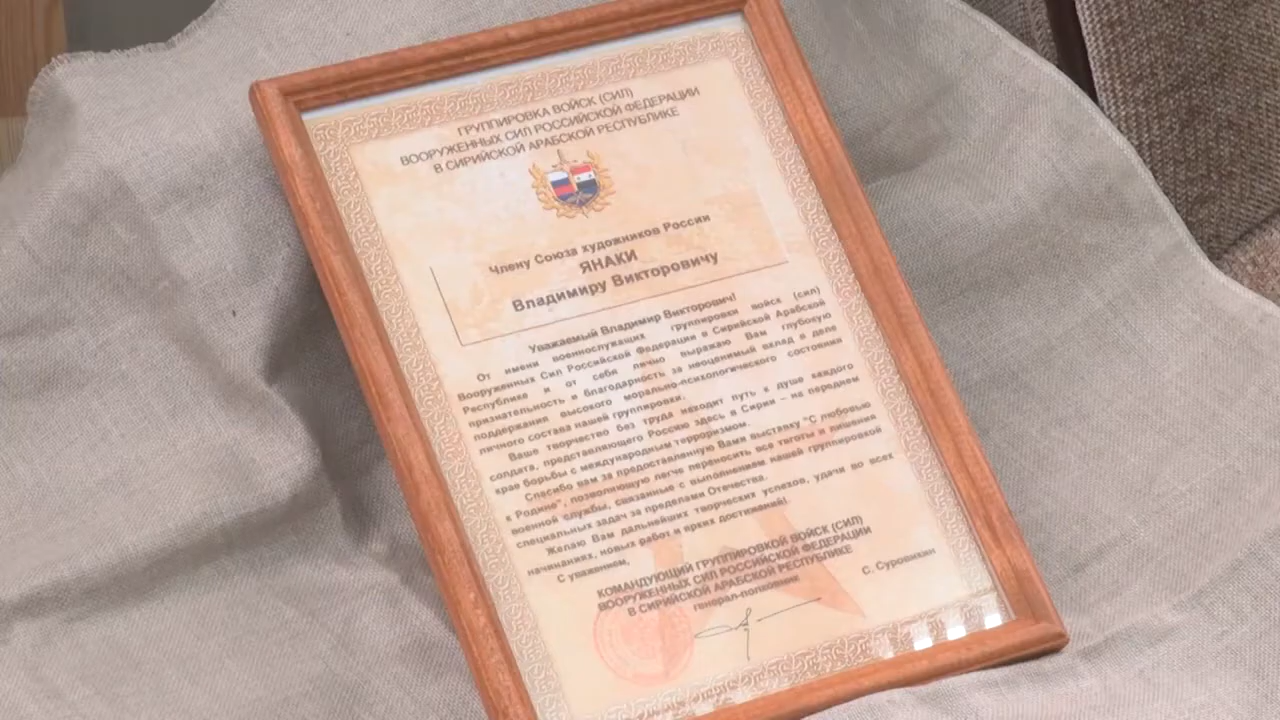 ГРУППИРОВКА ВОЙСК (СИЛ)
ВООРУЖЕННЫХ СИЛ РОССИЙСКОЙ ФЕДЕРАЦИИ
В СИРИЙСКОЙ АРАБСКОЙ РЕСПУБЛИКЕ
Члену Союза художников России
ЯНАКИ
Владимиру Викторовичу
Уважаемый Владимир Викторович!
От имени военнослужащих группировки войск (сил)
Вооруженных Сил Российской Федерации в Сирийской Арабской
Республике и от себя лично выражаю Вам глубокую
признательность и благодарность за неоценимый вклад в дело
поддержания высокого морально-психологического состояния
личного состава нашей группировки.
Ваше творчество без труда находит путь к душе каждого
солдата, представляющего Россию здесь в Сирии – на переднем
крае борьбы с международным терроризмом.
Спасибо вам за предоставленную Вами выставку "С любовью
к Родине", позволяющую легче переносить все тяготы и лишения
военной службы, связанные с выполнением нашей группировкой
специальных задач за пределами Отечества.
Желаю Вам дальнейших творческих успехов, удачи во всех
начинаниях, новых работ и ярких достижений!
С уважением,
КОМАНДУЮЩИЙ ГРУППИРОВКОЙ ВОЙСК (СИЛ)
ВООРУЖЕННЫХ СИЛ РОССИЙСКОЙ ФЕДЕРАЦИИ
В СИРИЙСКОЙ АРАБСКОЙ РЕСПУБЛИКЕ
генерал-полковник
С. Суровикин